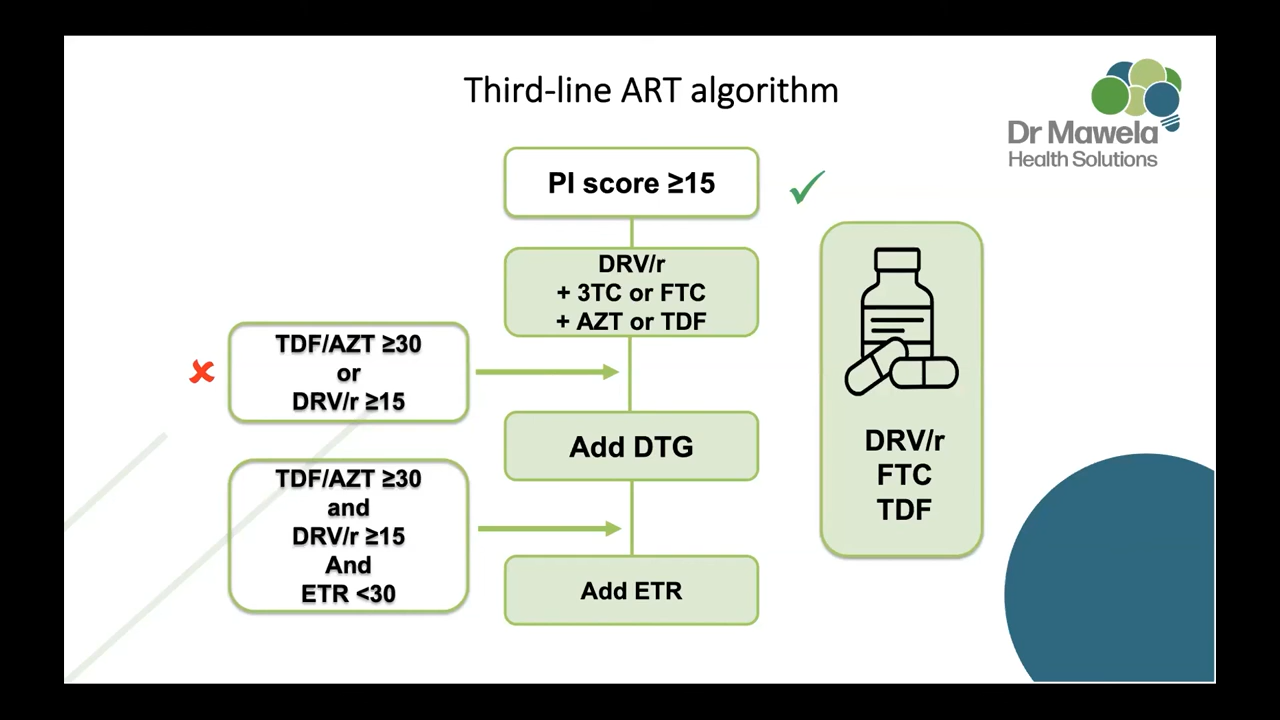 Third-line ART algorithm
Dr Mawela
Health Solutions
PI score ≥15
DRV/r
+ 3TC or FTC
+ AZT or TDF
TDF/AZT ≥30
or
DRV/r ≥15
Add DTG
TDF/AZT ≥30
and
DRV/r ≥15
And
ETR <30
Add ETR
DRV/r
FTC
TDF